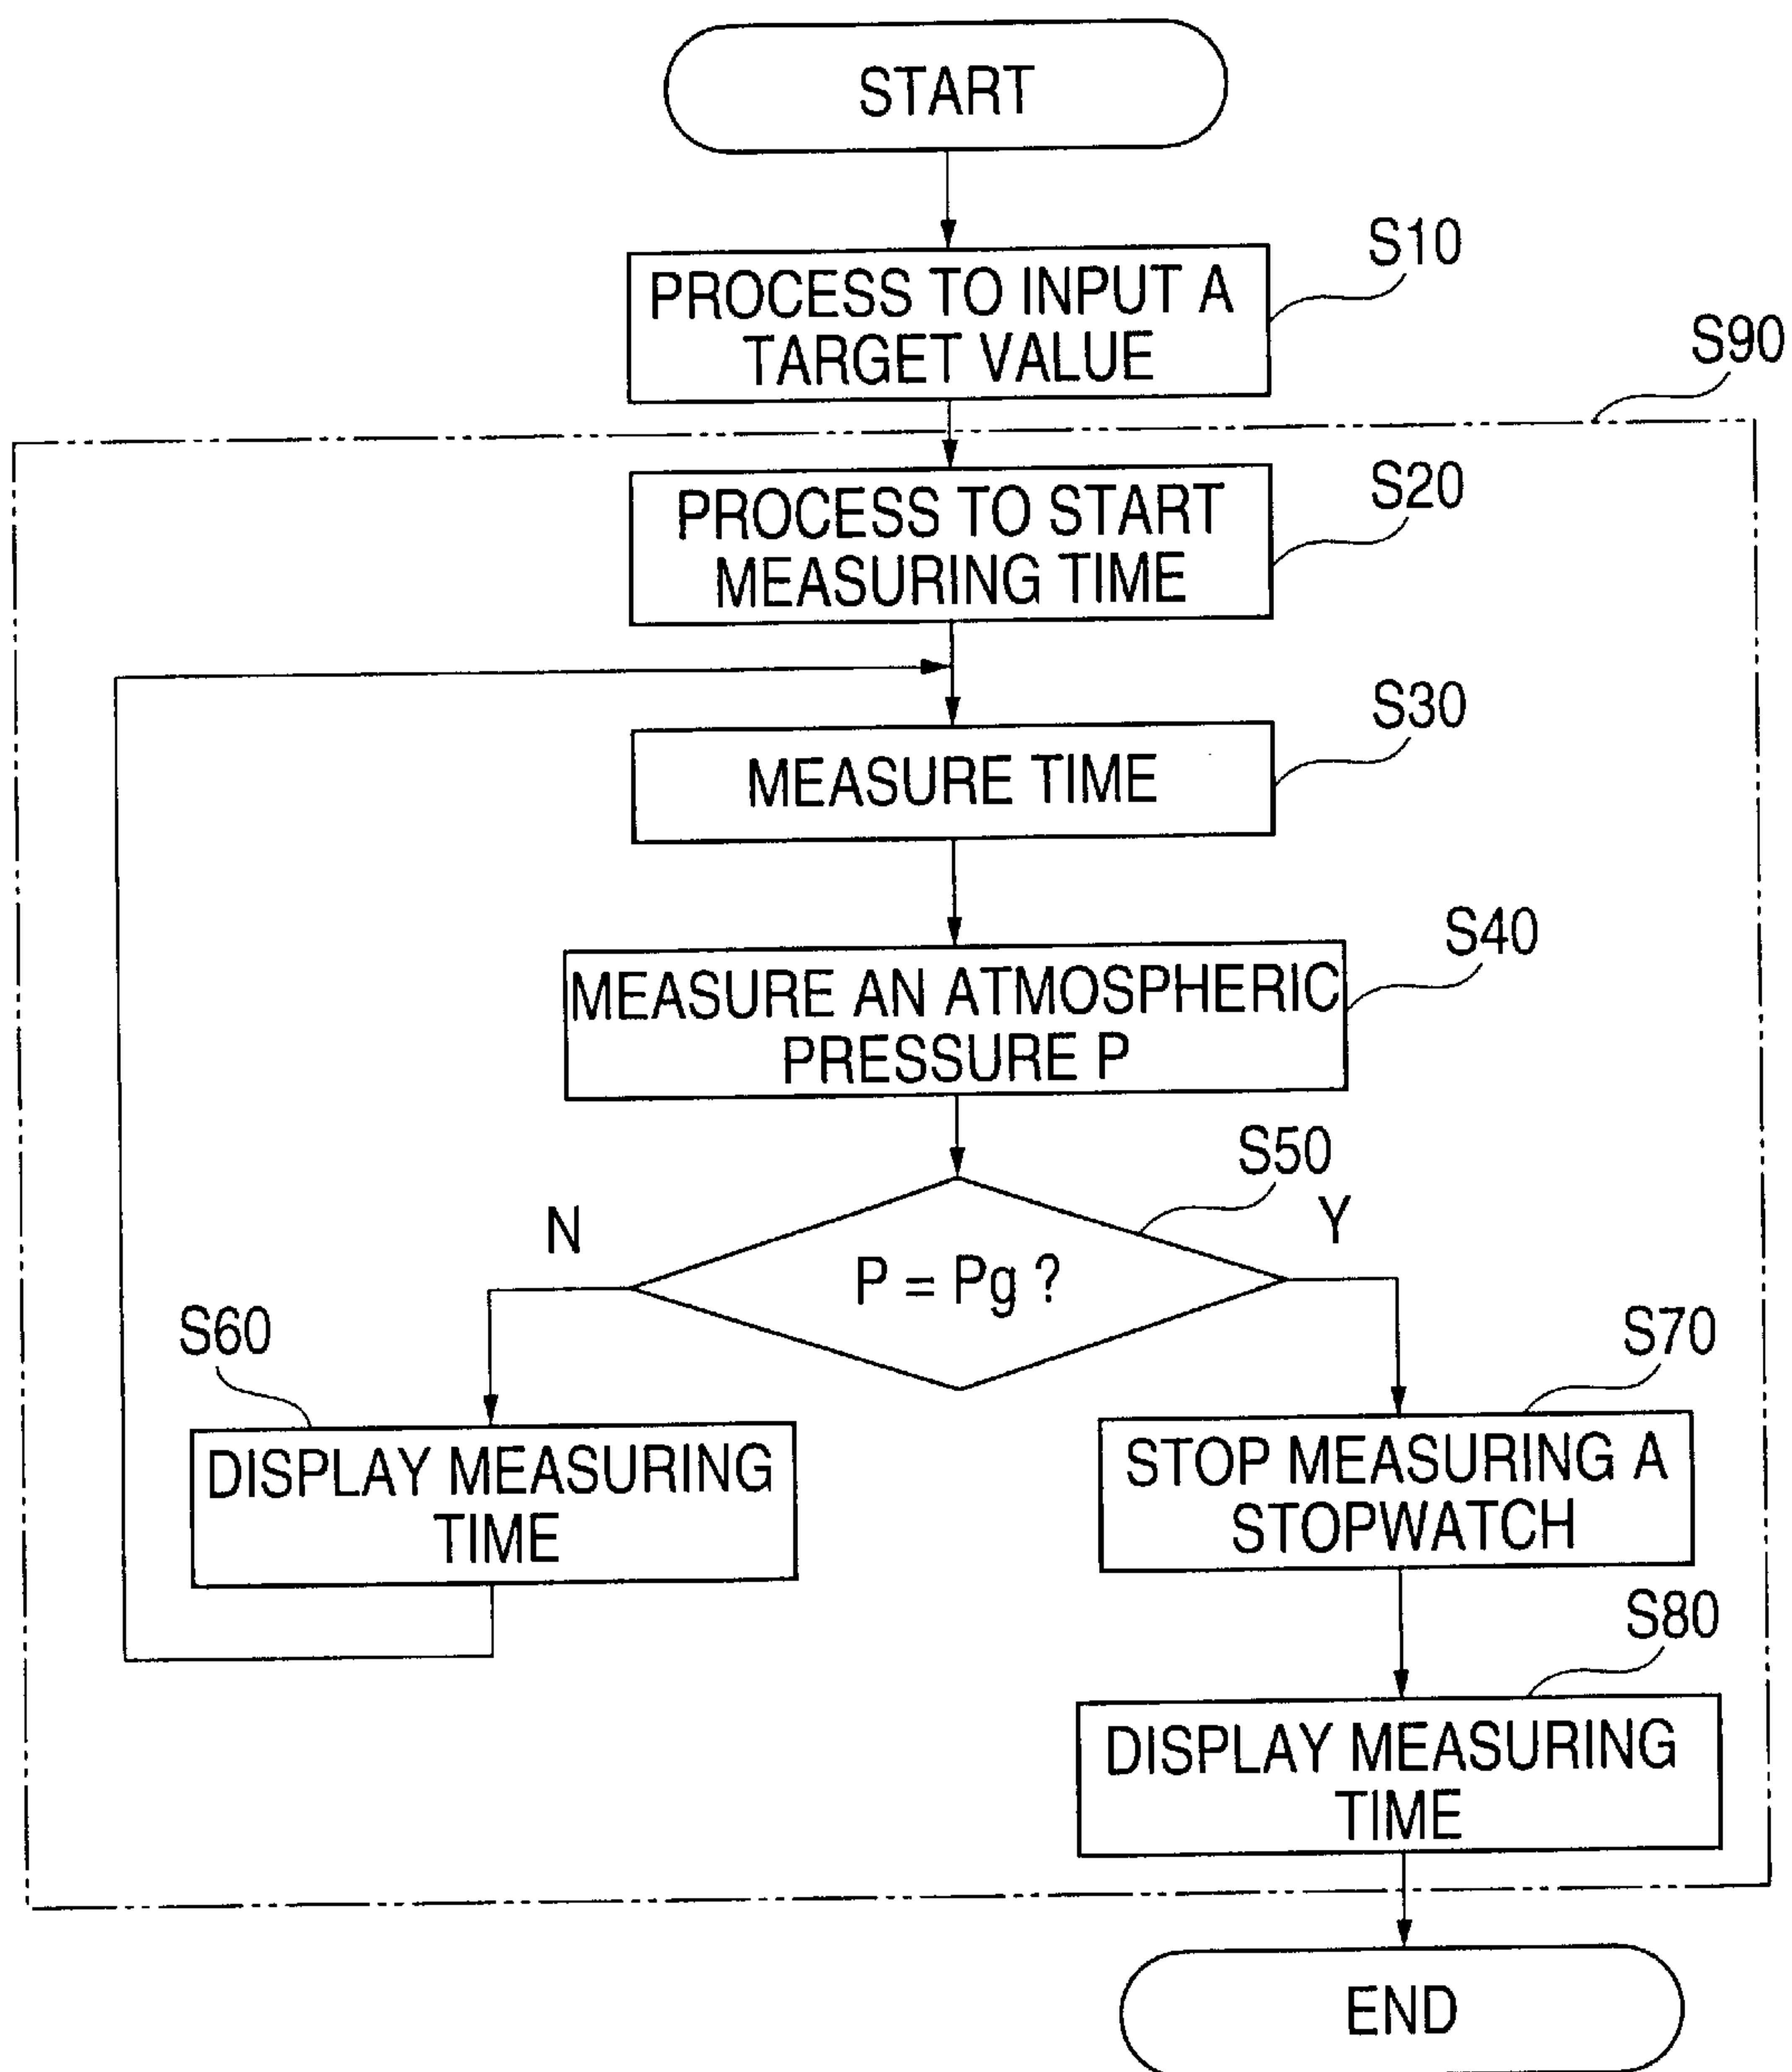 START
S10
PROCESS TO INPUT A
TARGET VALUE
S90
S20
PROCESS TO START
MEASURING TIME
S30
MEASURE TIME
S40
MEASURE AN ATMOSPHERIC
PRESSURE P
S50
N
Y
P = Pg ?
S60
S70
DISPLAY MEASURING
TIME
STOP MEASURING A
STOPWATCH
S80
DISPLAY MEASURING
TIME
END